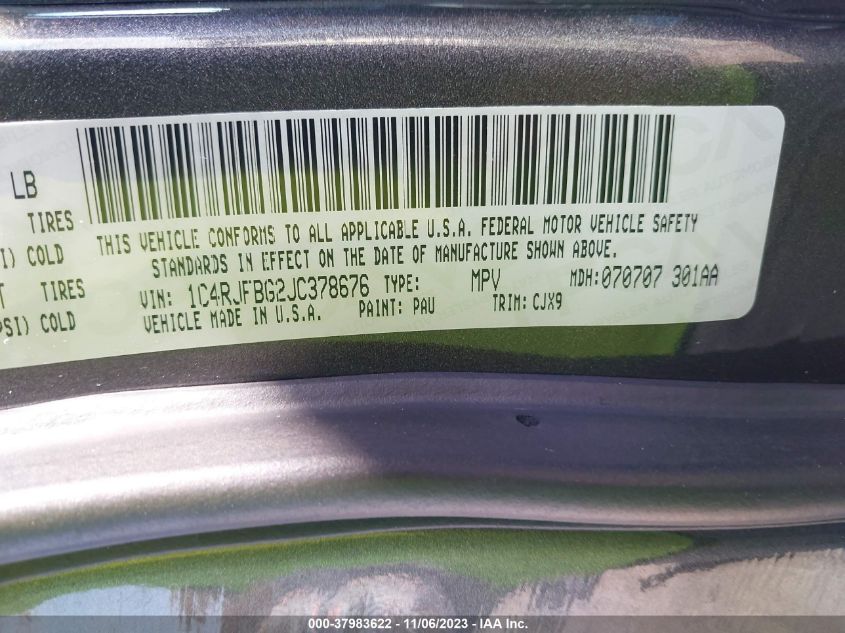 LB
TIRES
I) COLD
T TIRES
PSI) COLD
THIS VEHICLE CONFORMS TO ALL APPLICABLE U.S.A. FEDERAL MOTOR VEHICLE SAFETY
STANDARDS IN EFFECT ON THE DATE OF MANUFACTURE SHOWN ABOVE.
VIN: 1C4RJFBG2JC378676 TYPE: MPV MDH:070707 301AA
VEHICLE MADE IN U.S.A. PAINT: PAU TRIM: CJX9
000-37983622 - 11/06/2023 - IAA Inc.